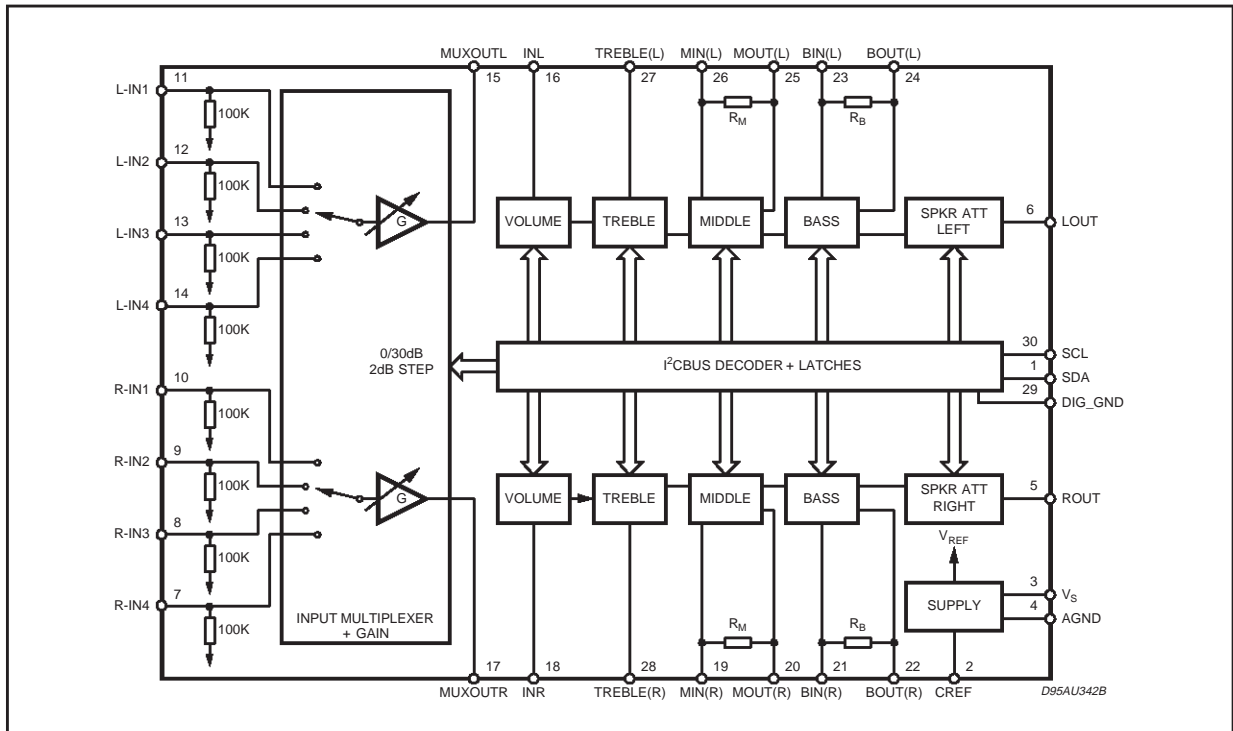 MUXOUTL INL TREBLE(L) MIN(L) MOUT(L) BIN(L) BOUT(L)
15 16 27 26 25 23 24
11
L-IN1
100K
12
L-IN2
100K
13
L-IN3
100K
14
L-IN4
100K
G
R_M
R_B
VOLUME
TREBLE
MIDDLE
BASS
SPKR ATT
LEFT
6
LOUT
0/30dB
2dB STEP
I²CBUS DECODER + LATCHES
30
SCL
1
SDA
29
DIG_GND
10
R-IN1
100K
9
R-IN2
100K
8
R-IN3
100K
7
R-IN4
100K
G
INPUT MULTIPLEXER
+ GAIN
VOLUME
TREBLE
MIDDLE
BASS
SPKR ATT
RIGHT
5
ROUT
V_REF
SUPPLY
3
V_S
4
AGND
R_M
R_B
17 18 28 19 20 21 22 2
MUXOUTR INR TREBLE(R) MIN(R) MOUT(R) BIN(R) BOUT(R) CREF
D95AU342B